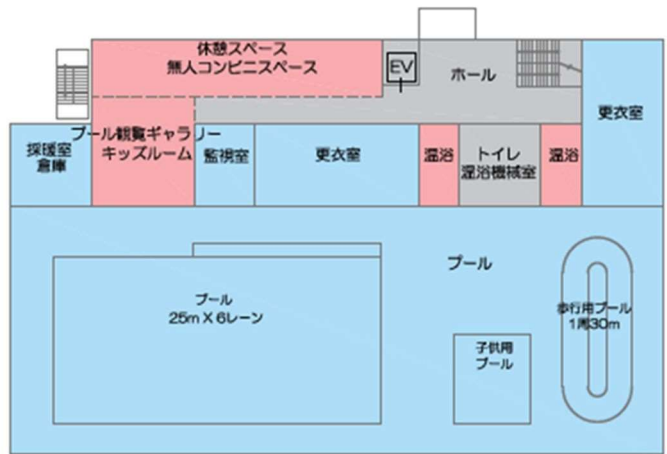 休憩スペース
無人コンビニスペース
EV
ホール
更衣室
採暖室
倉庫
プール観覧ギャラリー
キッズルーム
監視室
更衣室
温浴
トイレ
温浴機械室
温浴
プール
プール
25m X 6レーン
子供用
プール
歩行用プール
1周30m